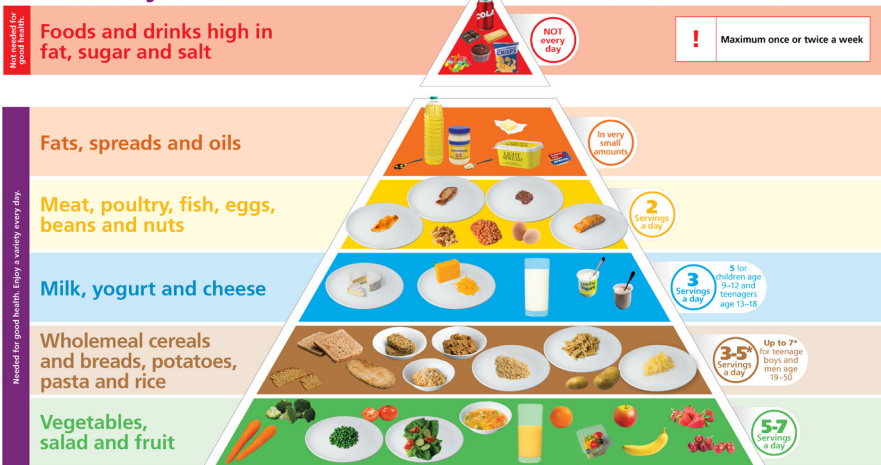 Not needed for
good health.
Foods and drinks high in
fat, sugar and salt
COLA
CRISPS
NOT
every
day
!
Maximum once or twice a week
Needed for good health. Enjoy a variety every day.
Fats, spreads and oils
LIGHT
SPREAD
In very
small
amounts
Meat, poultry, fish, eggs,
beans and nuts
2
Servings
a day
Milk, yogurt and cheese
Yogurt
3
Servings
a day
5 for
children age
9–12 and
teenagers
age 13–18
Wholemeal cereals
and breads, potatoes,
pasta and rice
3-5*
Servings
a day
Up to 7*
for teenage
boys and
men age
19–50
Vegetables,
salad and fruit
5-7
Servings
a day